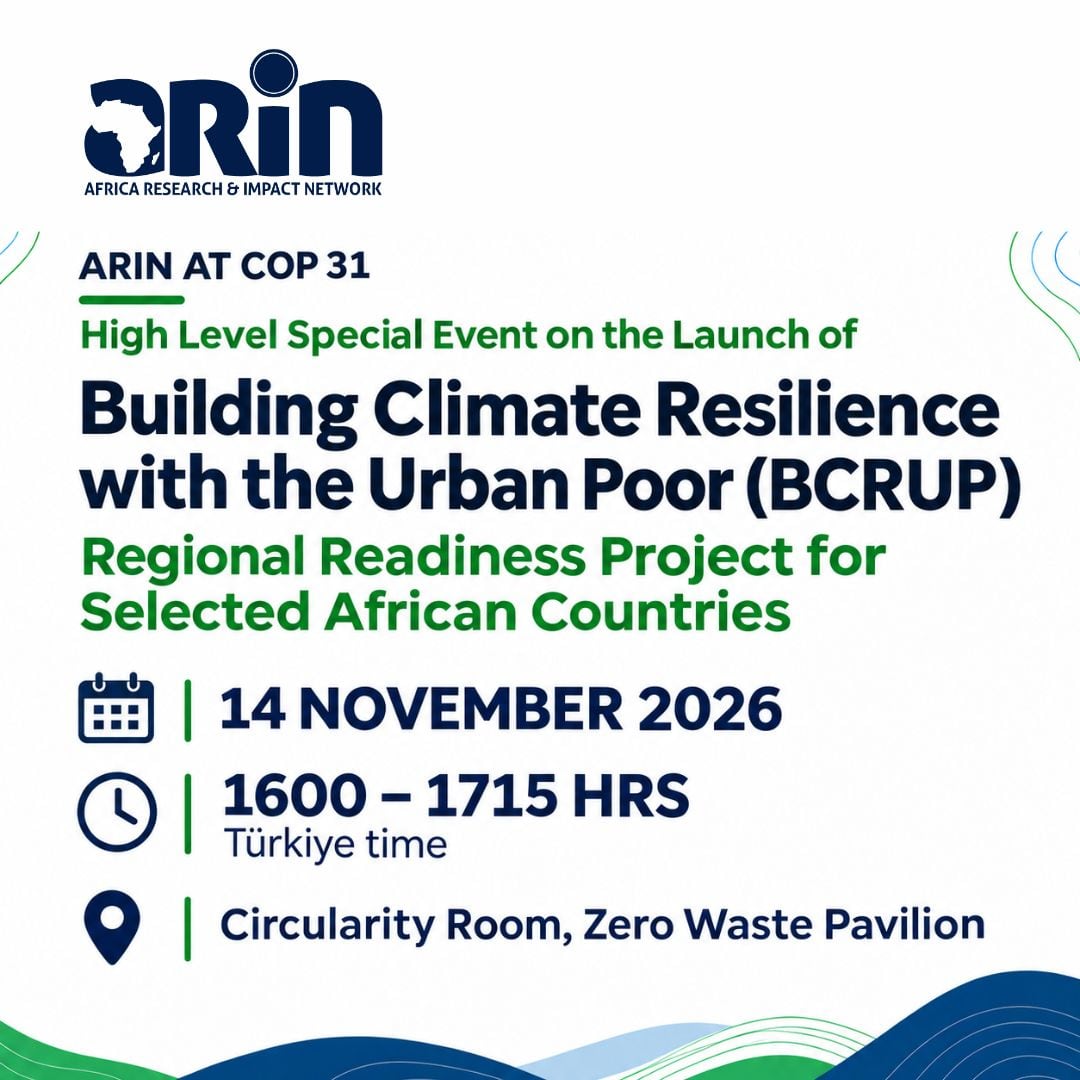 arin
AFRICA RESEARCH & IMPACT NETWORK
ARIN AT COP 31
High Level Special Event on the Launch of
Building Climate Resilience
with the Urban Poor (BCRUP)
Regional Readiness Project for
Selected African Countries
14 NOVEMBER 2026
1600 – 1715 HRS
Türkiye time
Circularity Room, Zero Waste Pavilion